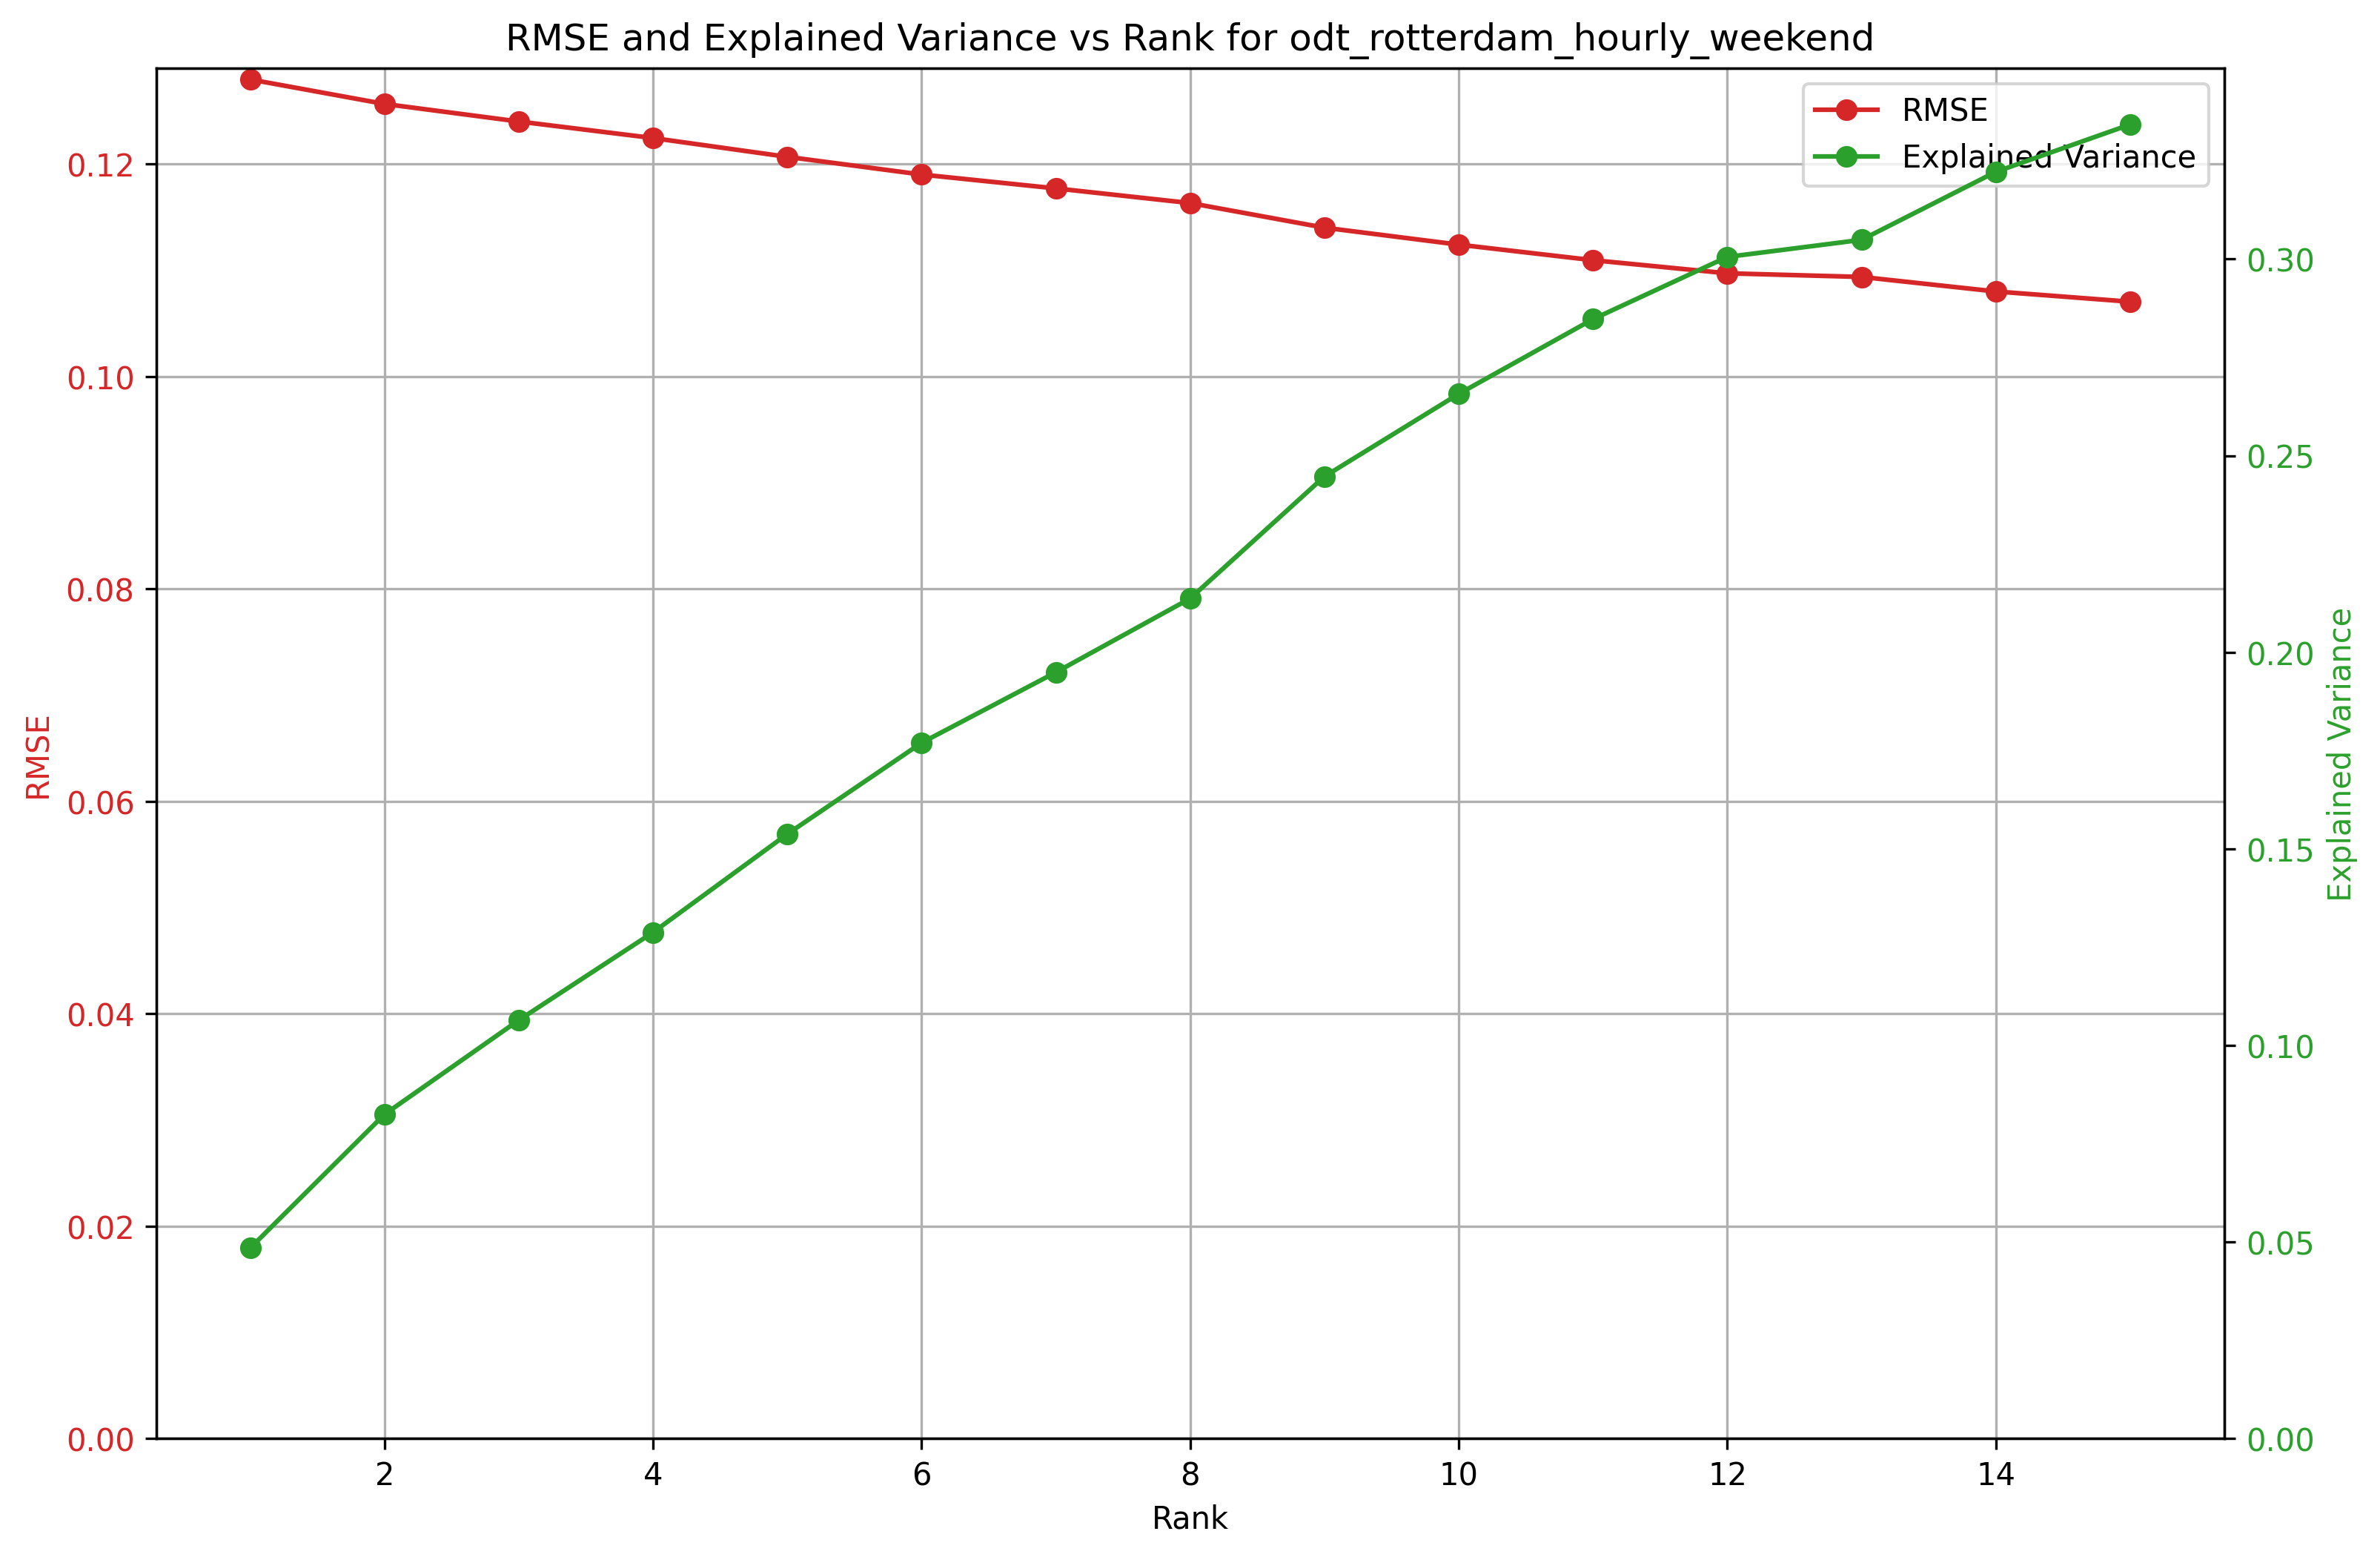 RMSE and Explained Variance vs Rank for odt_rotterdam_hourly_weekend
RMSE
Explained Variance
0.12
0.10
0.08
0.06
0.04
0.02
0.00
RMSE
0.30
0.25
0.20
0.15
0.10
0.05
0.00
Explained Variance
2 4 6 8 10 12 14
Rank